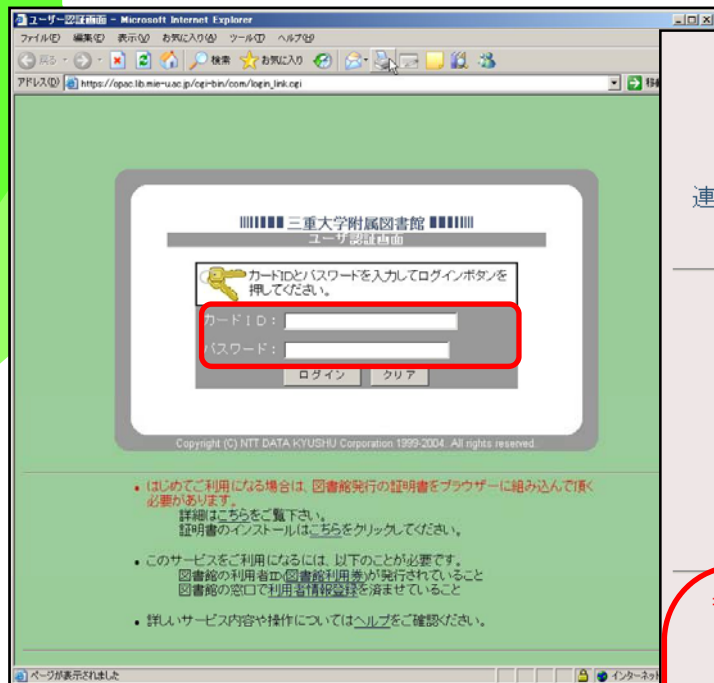 ユーザー認証画面 - Microsoft Internet Explorer
ファイル(F) 編集(E) 表示(V) お気に入り(A) ツール(T) ヘルプ(H)
戻る 検索 お気に入り
アドレス(D) https://opac.lib.mie-u.ac.jp/cgi-bin/com/login_link.cgi 移
連
三重大学附属図書館
ユーザ認証画面
カードIDとパスワードを入力してログインボタンを
押してください。
カードＩＤ：
パスワード：
ログイン クリア
Copyright (C) NTT DATA KYUSHU Corporation 1999-2004. All rights reserved.
• はじめてご利用になる場合は、図書館発行の証明書をブラウザーに組み込んで頂く
必要があります。
詳細はこちらをご覧下さい。
証明書のインストールはこちらをクリックしてください。
• このサービスをご利用になるには、以下のことが必要です。
図書館の利用者ID(図書館利用券)が発行されていること
図書館の窓口で利用者情報登録を済ませていること
• 詳しいサービス内容や操作についてはヘルプをご確認ください。
ページが表示されました インターネット